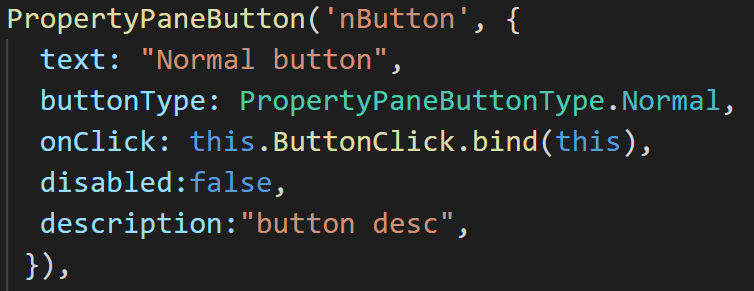 PropertyPaneButton('nButton', {
text: "Normal button",
buttonType: PropertyPaneButtonType.Normal,
onClick: this.ButtonClick.bind(this),
disabled:false,
description:"button desc",
}),